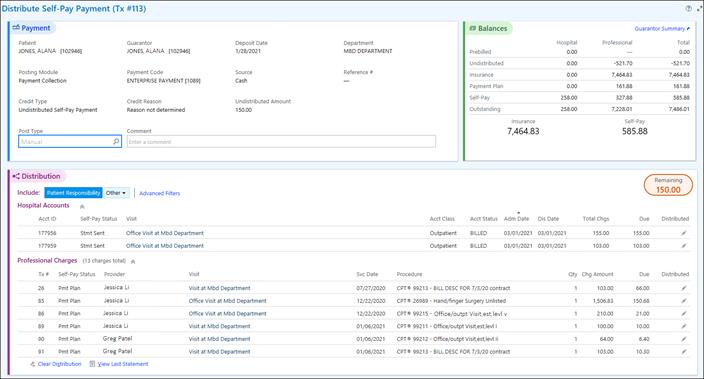 Distribute Self-Pay Payment (Tx #113)
Payment
Patient Guarantor Deposit Date Department
JONES, ALANA [102946] JONES, ALANA [102946] 1/28/2021 MBD DEPARTMENT
Posting Module Payment Code Source Reference #
Payment Collection ENTERPRISE PAYMENT [1089] Cash —
Credit Type Credit Reason Undistributed Amount
Undistributed Self-Pay Payment Reason not determined 150.00
Post Type Comment
Manual Enter a comment
Balances Guarantor Summary
Hospital Professional Total
Prebilled 0.00 — 0.00
Undistributed 0.00 -521.70 -521.70
Insurance 0.00 7,464.83 7,464.83
Payment Plan 0.00 161.88 161.88
Self-Pay 258.00 327.88 585.88
Outstanding 258.00 7,228.01 7,486.01
Insurance Self-Pay
7,464.83 585.88
Distribution
Remaining
150.00
Include: Patient Responsibility Other Advanced Filters
Hospital Accounts
Acct ID Self-Pay Status Visit Acct Class Acct Status Adm Date Dis Date Total Chgs Due Distributed
177956 Stmt Sent Office Visit at Mbd Department Outpatient BILLED 03/01/2021 03/01/2021 155.00 155.00
177959 Stmt Sent Office Visit at Mbd Department Outpatient BILLED 03/01/2021 03/01/2021 103.00 103.00
Professional Charges (13 charges total)
Tx # Self-Pay Status Provider Visit Svc Date Procedure Qty Chg Amount Due Distributed
26 Pmt Plan Jessica Li Visit at Mbd Department 07/27/2020 CPT® 99213 - BILL DESC FOR 7/3/20 contract 1 103.00 66.00
85 Pmt Plan Jessica Li Office Visit at Mbd Department 12/22/2020 CPT® 26989 - Hand/finger Surgery Unlisted 1 1,506.83 150.68
86 Pmt Plan Jessica Li Office Visit at Mbd Department 12/22/2020 CPT® 99215 - Office/outpt Visit,est,levl v 1 210.00 21.00
89 Pmt Plan Jessica Li Visit at Mbd Department 01/06/2021 CPT® 99211 - Office/outpt Visit,est,levl i 1 100.00 10.00
90 Pmt Plan Greg Patel Visit at Mbd Department 01/06/2021 CPT® 99212 - Office/outpt Visit,est,levl ii 1 64.00 6.40
91 Pmt Plan Greg Patel Visit at Mbd Department 01/06/2021 CPT® 99213 - BILL DESC FOR 7/3/20 contract 1 103.00 10.30
Clear Distribution View Last Statement